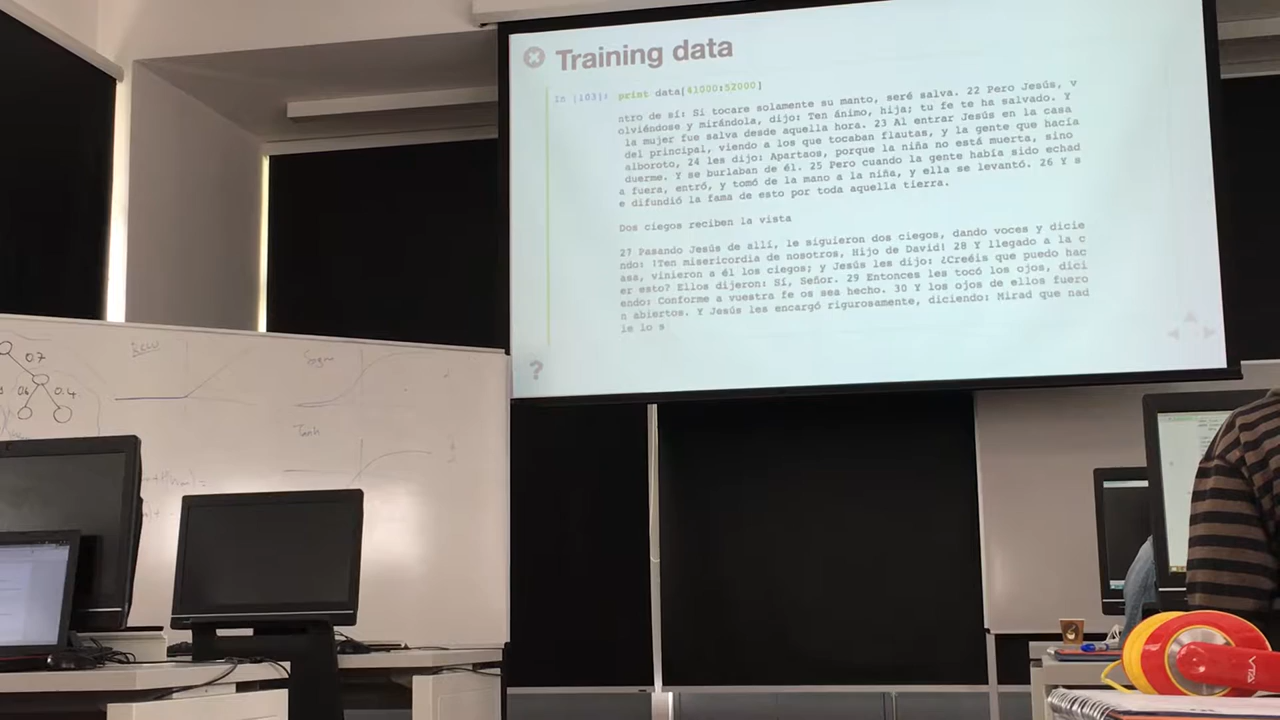 Training data
In [103]: print data[41000:52000]
ntro de sí: Si tocare solamente su manto, seré salva. 22 Pero Jesús, v
olviéndose y mirándola, dijo: Ten ánimo, hija; tu fe te ha salvado. Y
la mujer fue salva desde aquella hora. 23 Al entrar Jesús en la casa
del principal, viendo a los que tocaban flautas, y la gente que hacía
alboroto, 24 les dijo: Apartaos, porque la niña no está muerta, sino
duerme. Y se burlaban de él. 25 Pero cuando la gente había sido echad
a fuera, entró, y tomó de la mano a la niña, y ella se levantó. 26 Y s
e difundió la fama de esto por toda aquella tierra.
Dos ciegos reciben la vista
27 Pasando Jesús de allí, le siguieron dos ciegos, dando voces y dicie
ndo: ¡Ten misericordia de nosotros, Hijo de David! 28 Y llegado a la c
asa, vinieron a él los ciegos; y Jesús les dijo: ¿Creéis que puedo hac
er esto? Ellos dijeron: Sí, Señor. 29 Entonces les tocó los ojos, dici
endo: Conforme a vuestra fe os sea hecho. 30 Y los ojos de ellos fuero
n abiertos. Y Jesús les encargó rigurosamente, diciendo: Mirad que nad
ie lo s
?
ReLU
0.7
0.6
0.4
Tanh
VTA